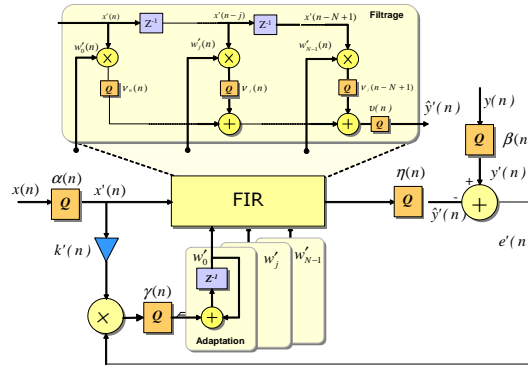 Filtrage
x'(n) Z⁻¹ x'(n-j) Z⁻¹ x'(n-N+1)
w'₀(n) × w'ⱼ(n) × w'_{N-1}(n) ×
Q Q νⱼ(n) Q νⱼ(n-N+1)
+ + υ(n) Q ŷ'(n) y(n)
Q
α(n) η(n) + y'(n)
x(n) Q x'(n) FIR Q ŷ'(n) - +
k'(n) e'(n)
w'₀ w'ⱼ w'_{N-1}
Z⁻¹
γ(n)
× Q +
Adaptation